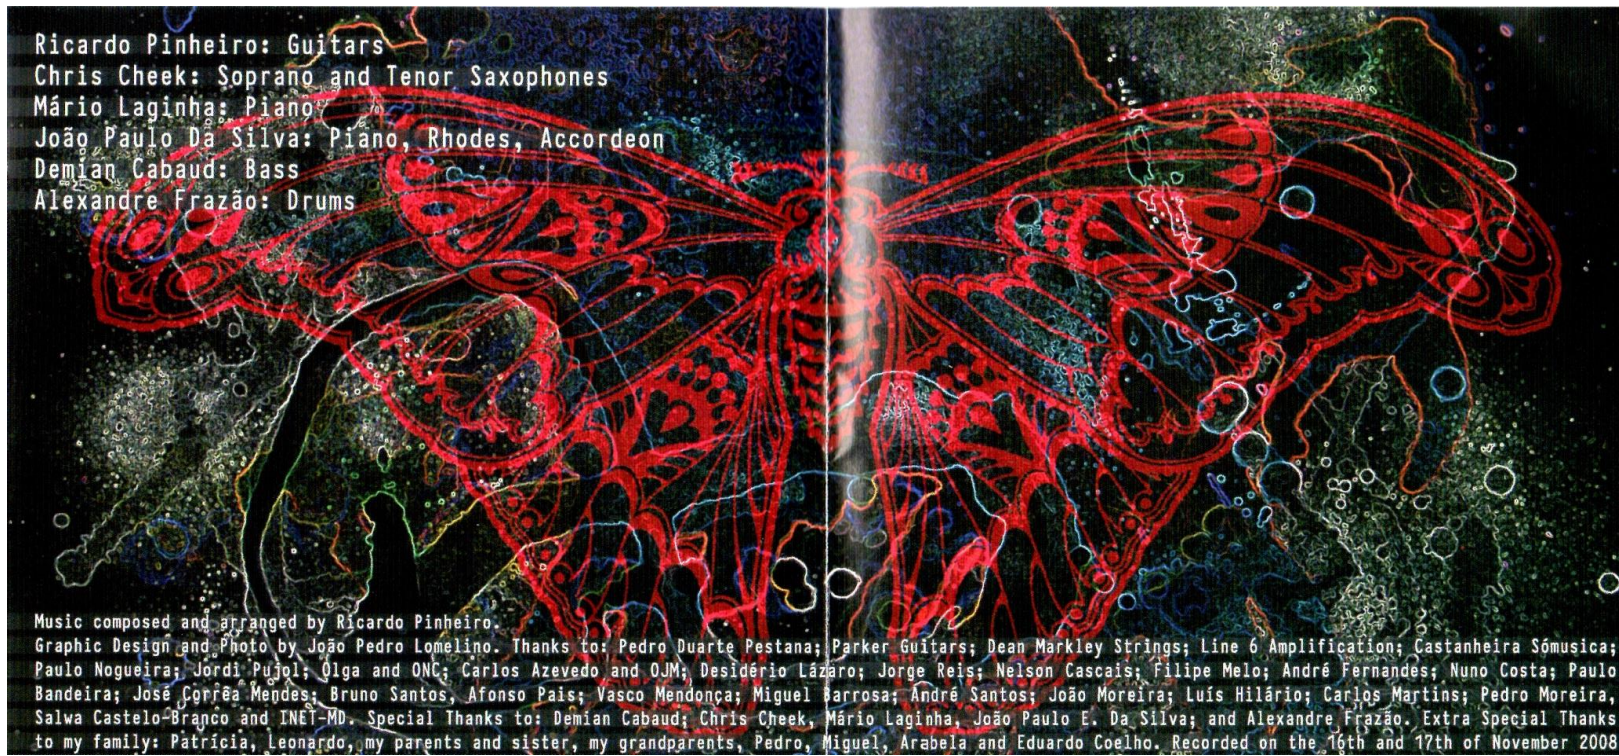 Ricardo Pinheiro: Guitars
Chris Cheek: Soprano and Tenor Saxophones
Mário Laginha: Piano
João Paulo Da Silva: Piano, Rhodes, Accordeon
Demian Cabaud: Bass
Alexandre Frazão: Drums
Music composed and arranged by Ricardo Pinheiro.
Graphic Design and Photo by João Pedro Lomelino. Thanks to: Pedro Duarte Pestana; Parker Guitars; Dean Markley Strings; Line 6 Amplification; Castanheira Sómusica;
Paulo Nogueira; Jordi Pujol; Olga and ONC; Carlos Azevedo and OJM; Desidério Lázaro; Jorge Reis; Nelson Cascais; Filipe Melo; André Fernandes; Nuno Costa; Paulo
Bandeira; José Corrêa Mendes; Bruno Santos, Afonso Pais; Vasco Mendonça; Miguel Barrosa; André Santos; João Moreira; Luís Hilário; Carlos Martins; Pedro Moreira,
Salwa Castelo-Branco and INET-MD. Special Thanks to: Demian Cabaud; Chris Cheek, Mário Laginha, João Paulo E. Da Silva; and Alexandre Frazão. Extra Special Thanks
to my family: Patrícia, Leonardo, my parents and sister, my grandparents, Pedro, Miguel, Arabela and Eduardo Coelho. Recorded on the 16th and 17th of November 2008